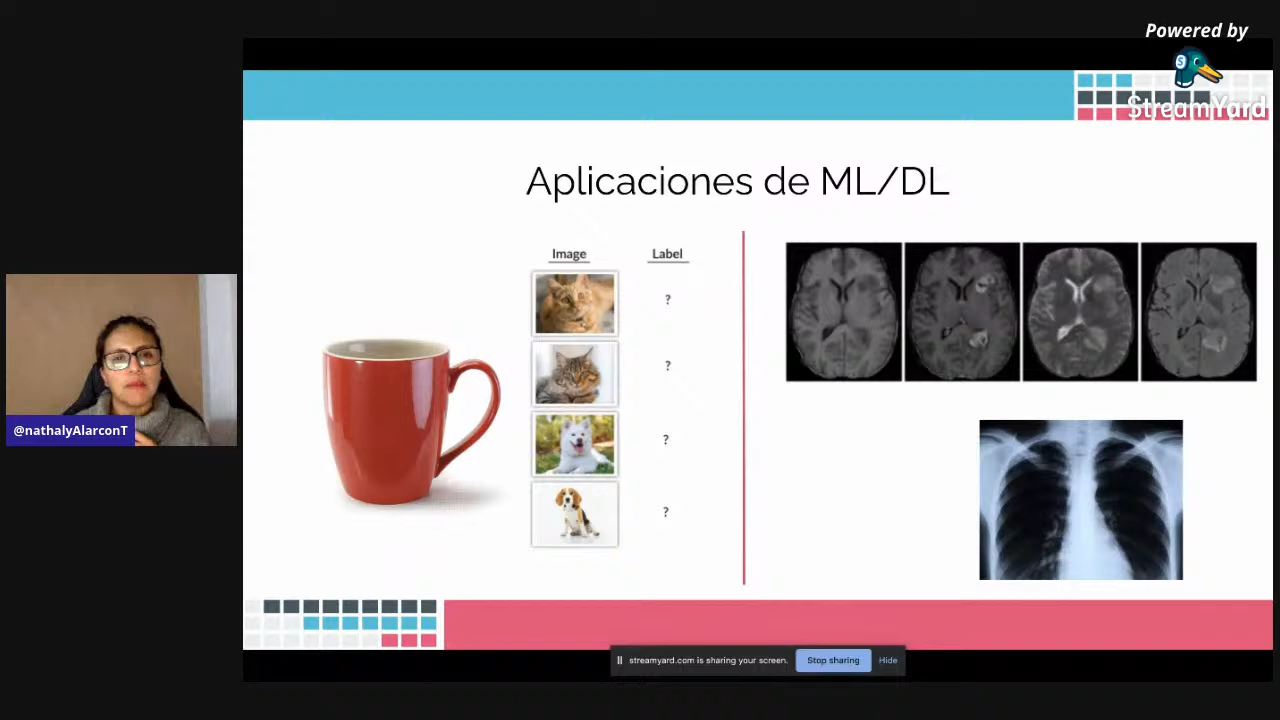 Powered by
StreamYard
Aplicaciones de ML/DL
Image
Label
?
?
?
?
@nathalyAlarconT
streamyard.com is sharing your screen.
Stop sharing
Hide